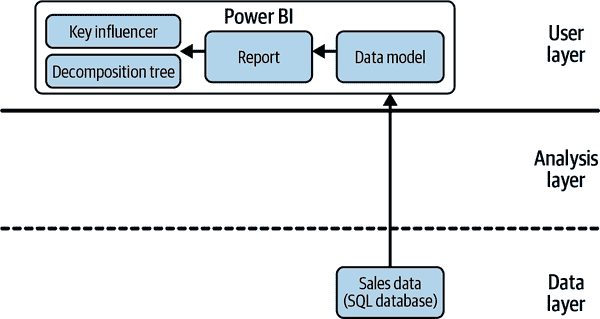 Power BI
Key influencer
Decomposition tree
Report
Data model
User
layer
Analysis
layer
Sales data
(SQL database)
Data
layer